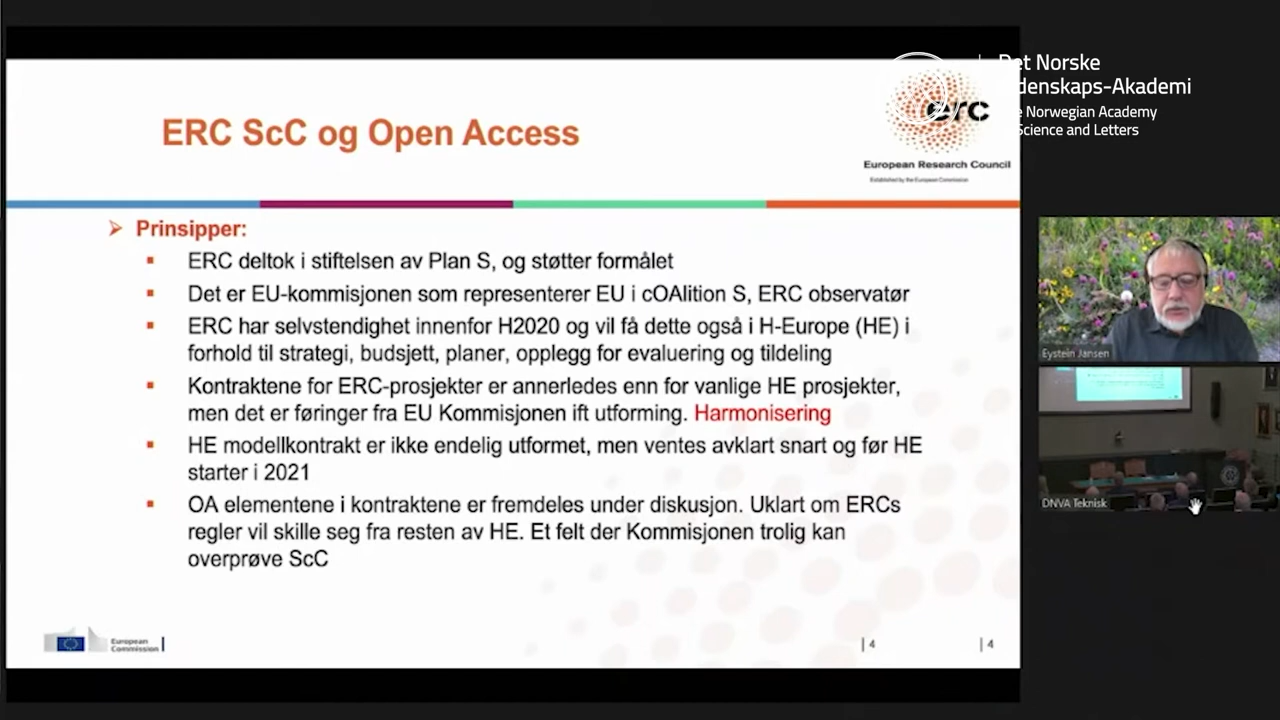 Det Norske
denskaps-Akademi
Norwegian Academy
Science and Letters
erc
European Research Council
Established by the European Commission
ERC ScC og Open Access
Prinsipper:
ERC deltok i stiftelsen av Plan S, og støtter formålet
Det er EU-kommisjonen som representerer EU i cOAlition S, ERC observatør
ERC har selvstendighet innenfor H2020 og vil få dette også i H-Europe (HE) i
forhold til strategi, budsjett, planer, opplegg for evaluering og tildeling
Kontraktene for ERC-prosjekter er annerledes enn for vanlige HE prosjekter,
men det er føringer fra EU Kommisjonen ift utforming. Harmonisering
HE modellkontrakt er ikke endelig utformet, men ventes avklart snart og før HE
starter i 2021
OA elementene i kontraktene er fremdeles under diskusjon. Uklart om ERCs
regler vil skille seg fra resten av HE. Et felt der Kommisjonen trolig kan
overprøve ScC
European
Commission
4
4
Eystein Jansen
DNVA Teknisk